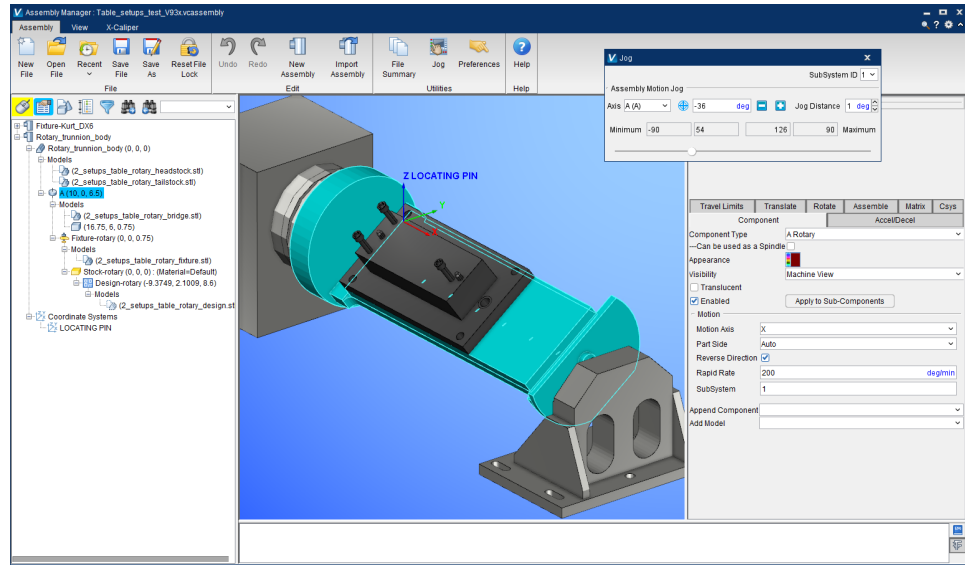 Assembly Manager : Table_setups_test_V93x.vcassembly
Assembly View X-Caliper
New File
Open File
Recent
Save File
Save As
Reset File Lock
Undo
Redo
New Assembly
Import Assembly
File Summary
Jog
Preferences
Help
File Edit Utilities Help
Jog
SubSystem ID 1
Assembly Motion Jog
Axis A (A) -36 deg Jog Distance 1 deg
Minimum -90 54 126 90 Maximum
Fixture-Kurt_DX6
Rotary_trunnion_body
Rotary_trunnion_body (0, 0, 0)
Models
(2_setups_table_rotary_headstock.stl)
(2_setups_table_rotary_tailstock.stl)
A (10, 0, 6.5)
Models
(2_setups_table_rotary_bridge.stl)
(16.75, 6, 0.75)
Fixture-rotary (0, 0, 0.75)
Models
(2_setups_table_rotary_fixture.stl)
Stock-rotary (0, 0, 0) : (Material=Default)
Design-rotary (-9.3749, 2.1009, 8.6)
Models
(2_setups_table_rotary_design.st
Coordinate Systems
LOCATING PIN
Z LOCATING PIN
Y
X
Travel Limits Translate Rotate Assemble Matrix Csys
Component Accel/Decel
Component Type A Rotary
---Can be used as a Spindle
Appearance
Visibility Machine View
Translucent
Enabled Apply to Sub-Components
Motion
Motion Axis X
Part Side Auto
Reverse Direction
Rapid Rate 200 deg/min
SubSystem 1
Append Component
Add Model